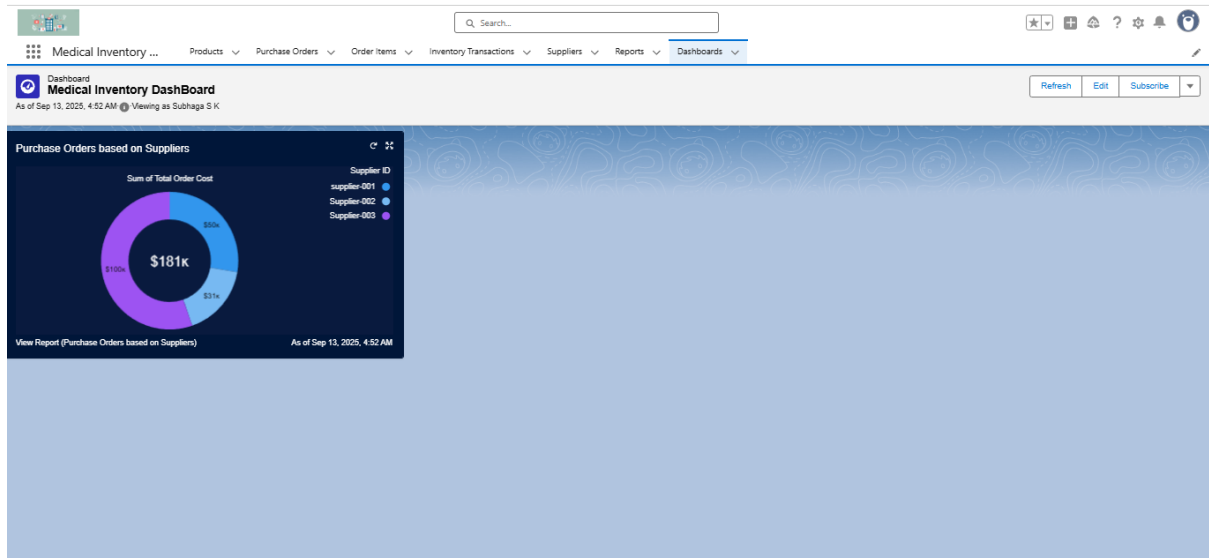 Search...
Medical Inventory ... Products Purchase Orders Order Items Inventory Transactions Suppliers Reports Dashboards
Dashboard
Medical Inventory DashBoard
As of Sep 13, 2025, 4:52 AM Viewing as Subhaga S K
Refresh Edit Subscribe
Purchase Orders based on Suppliers
Sum of Total Order Cost
Supplier ID
supplier-001
Supplier-002
Supplier-003
$50K
$181K
$100K
$31K
View Report (Purchase Orders based on Suppliers) As of Sep 13, 2025, 4:52 AM